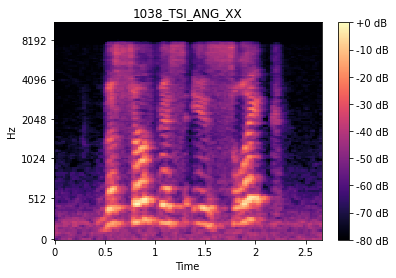 1038_TSI_ANG_XX
+0 dB
8192
-10 dB
4096
-20 dB
-30 dB
2048
Hz
-40 dB
1024
-50 dB
-60 dB
512
-70 dB
0
-80 dB
0 0.5 1 1.5 2 2.5
Time